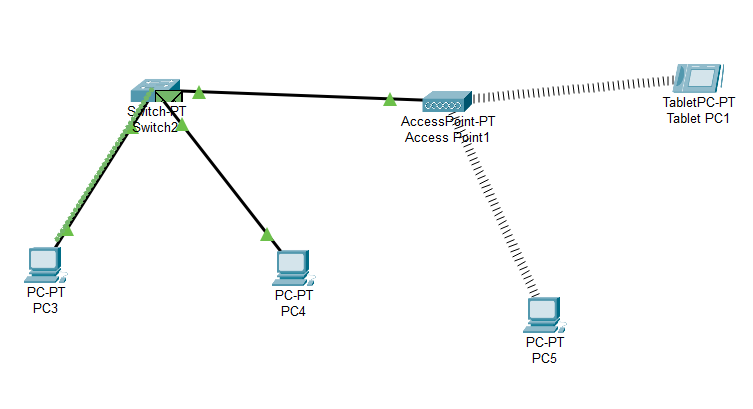 Switch-PT
Switch2
AccessPoint-PT
Access Point1
TabletPC-PT
Tablet PC1
PC-PT
PC3
PC-PT
PC4
PC-PT
PC5